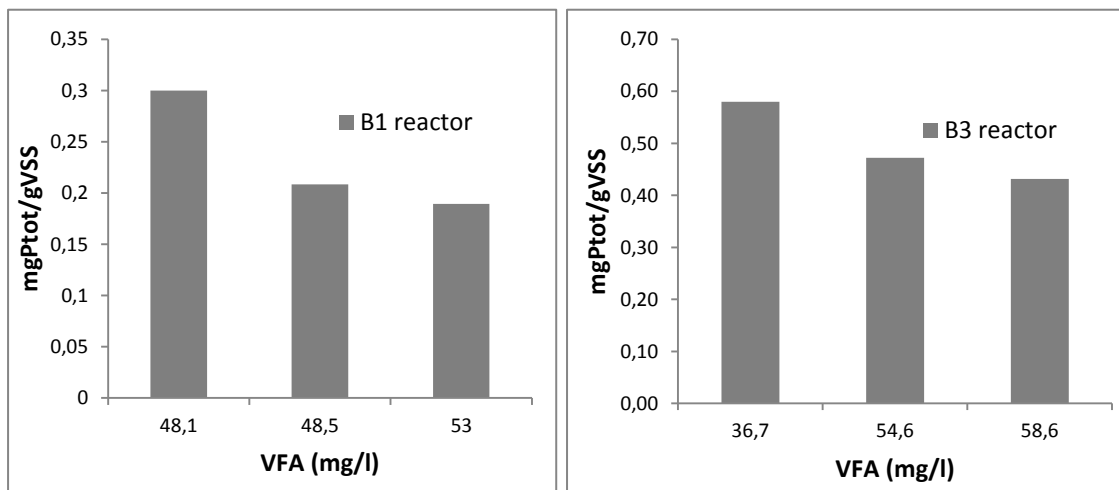 0,35
0,3
0,25
0,2
0,15
0,1
0,05
0
mgPtot/gVSS
B1 reactor
48,1 48,5 53
VFA (mg/l)
0,70
0,60
0,50
0,40
0,30
0,20
0,10
0,00
mgPtot/gVSS
B3 reactor
36,7 54,6 58,6
VFA (mg/l)